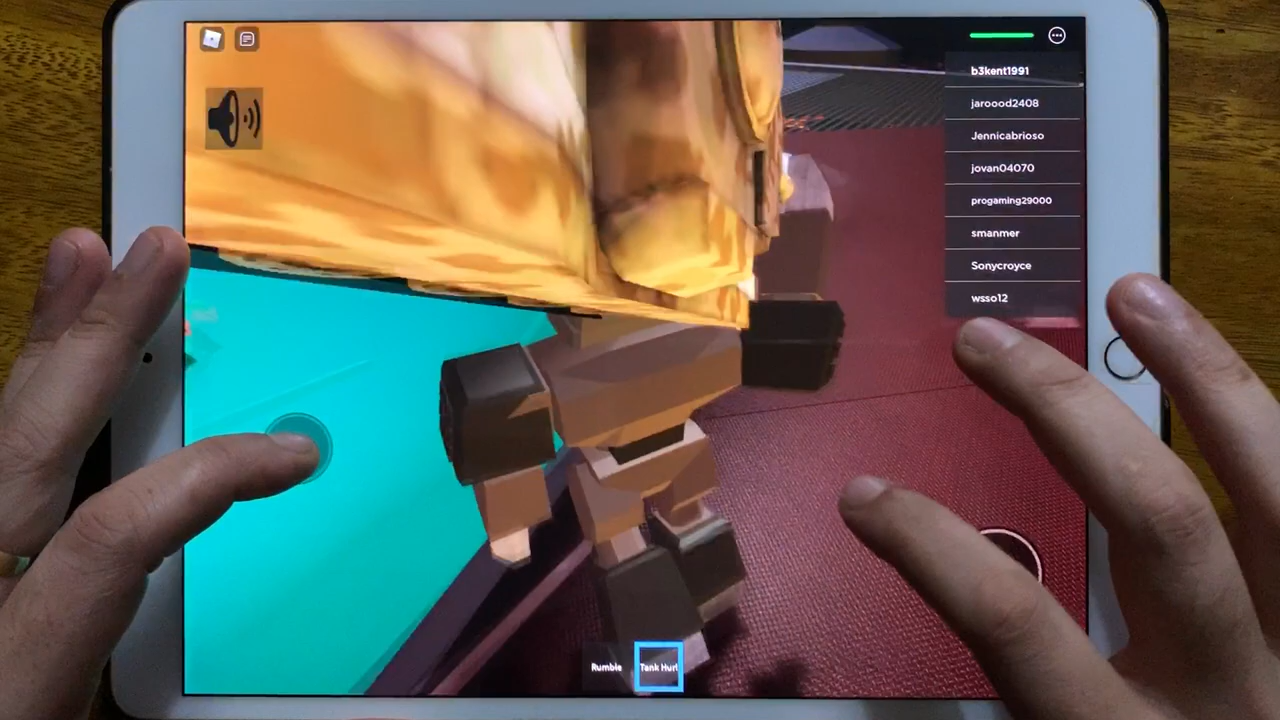 b3kent1991
jaroood2408
Jennicabrioso
jovan04070
progaming29000
smanmer
Sonycroyce
wsso12
Rumble
Tank Hurl